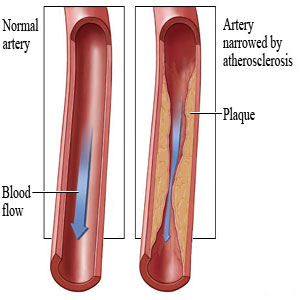 Normal
artery
Blood
flow
Artery
narrowed by
atherosclerosis
Plaque